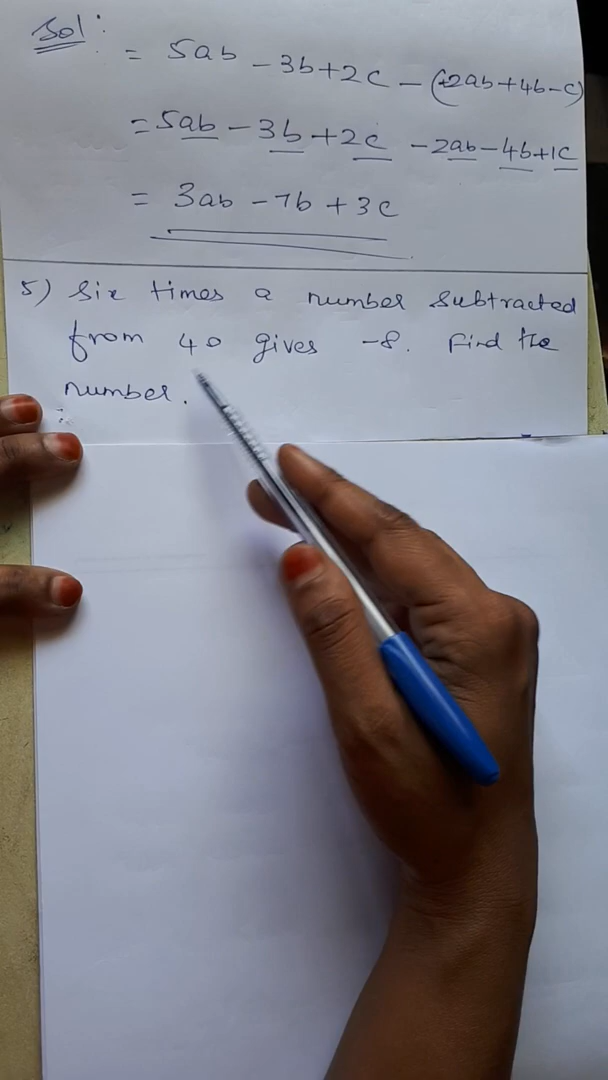 Sol:
= 5ab - 3b + 2c - (+2ab + 4b - c)
= 5ab - 3b + 2c - 2ab - 4b + 1c
= 3ab - 7b + 3c
5) Six times a number subtracted
from 40 gives -8. Find the
number.